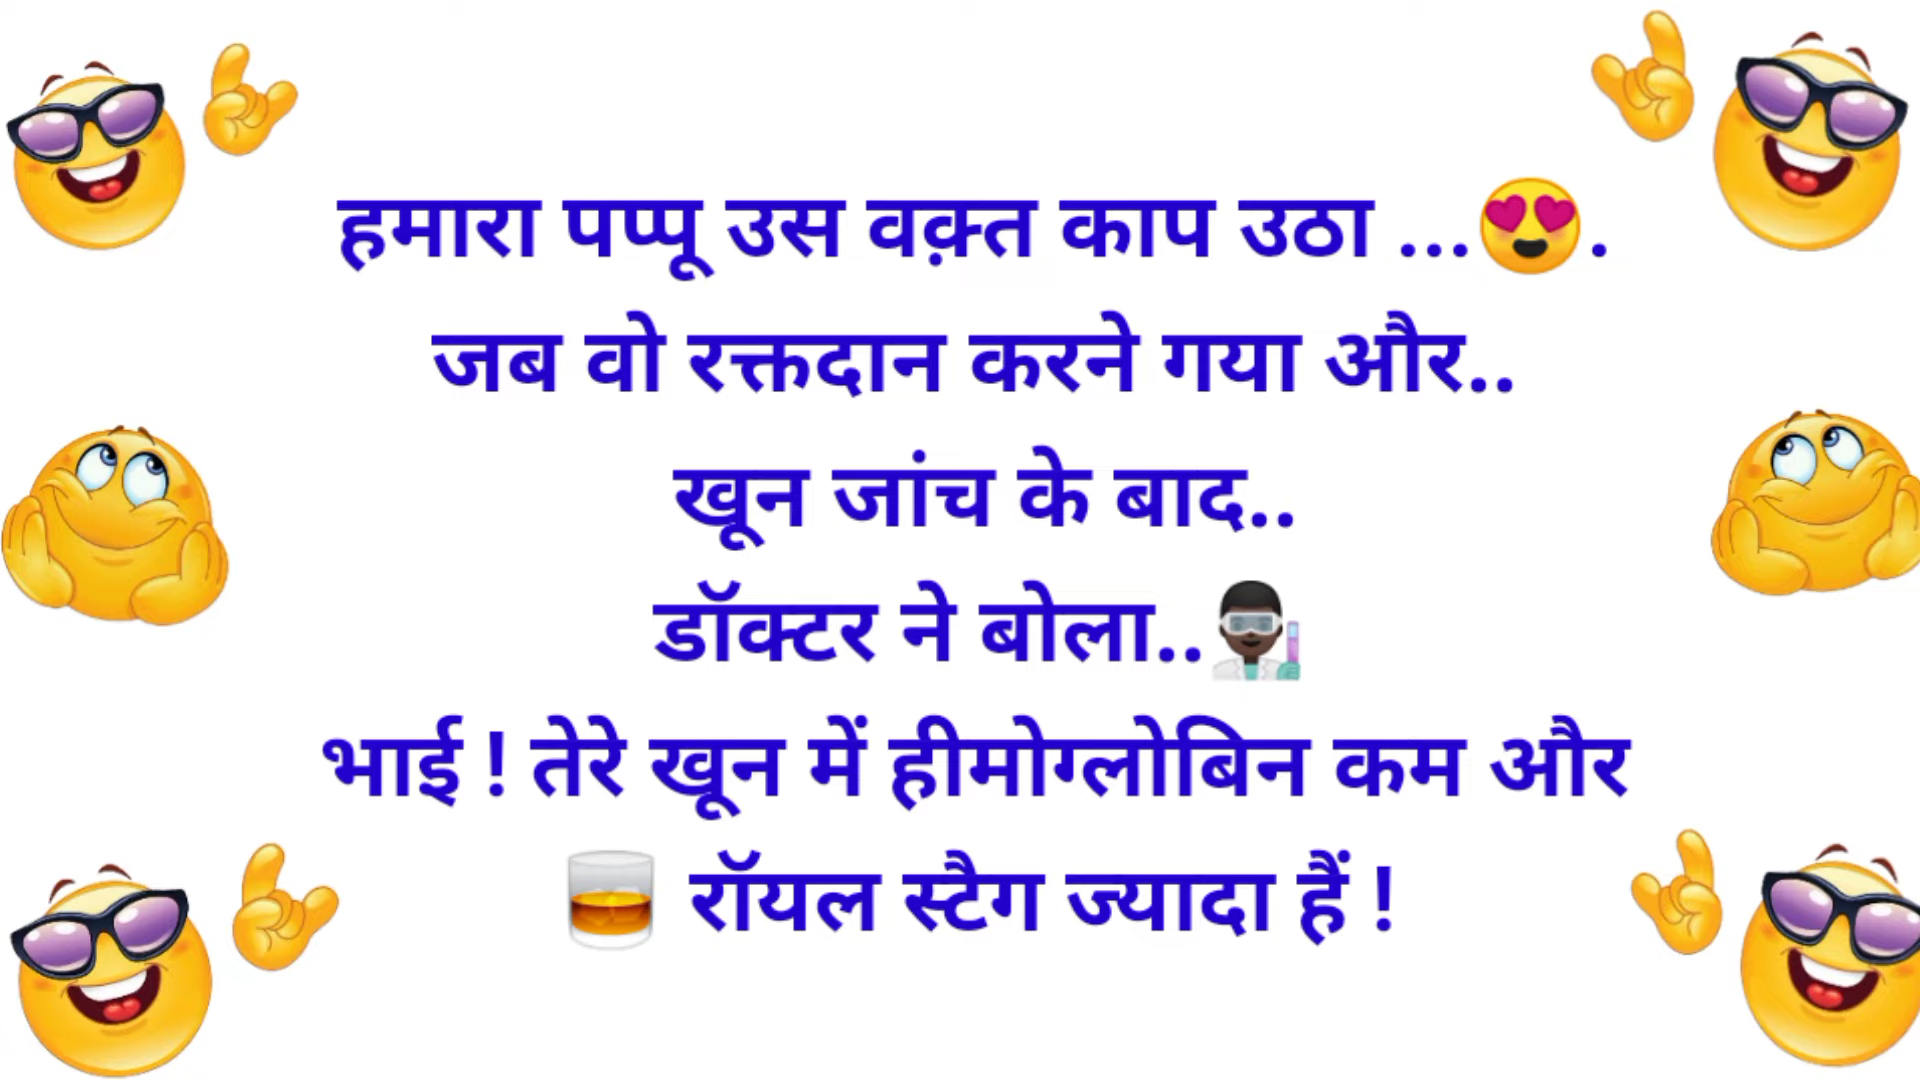 हमारा पप्पू उस वक़्त काप उठा ...😍.
जब वो रक्तदान करने गया और..
खून जांच के बाद..
डॉक्टर ने बोला..👨🏿‍🔬
भाई ! तेरे खून में हीमोग्लोबिन कम और
🥃 रॉयल स्टैग ज्यादा हैं !